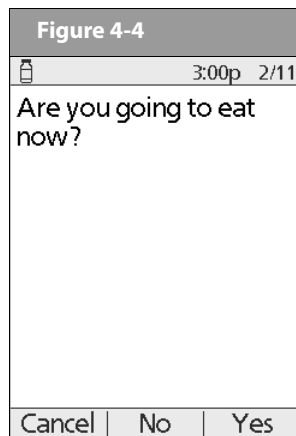 Figure 4-4
3:00p 2/11
Are you going to eat
now?
Cancel | No | Yes